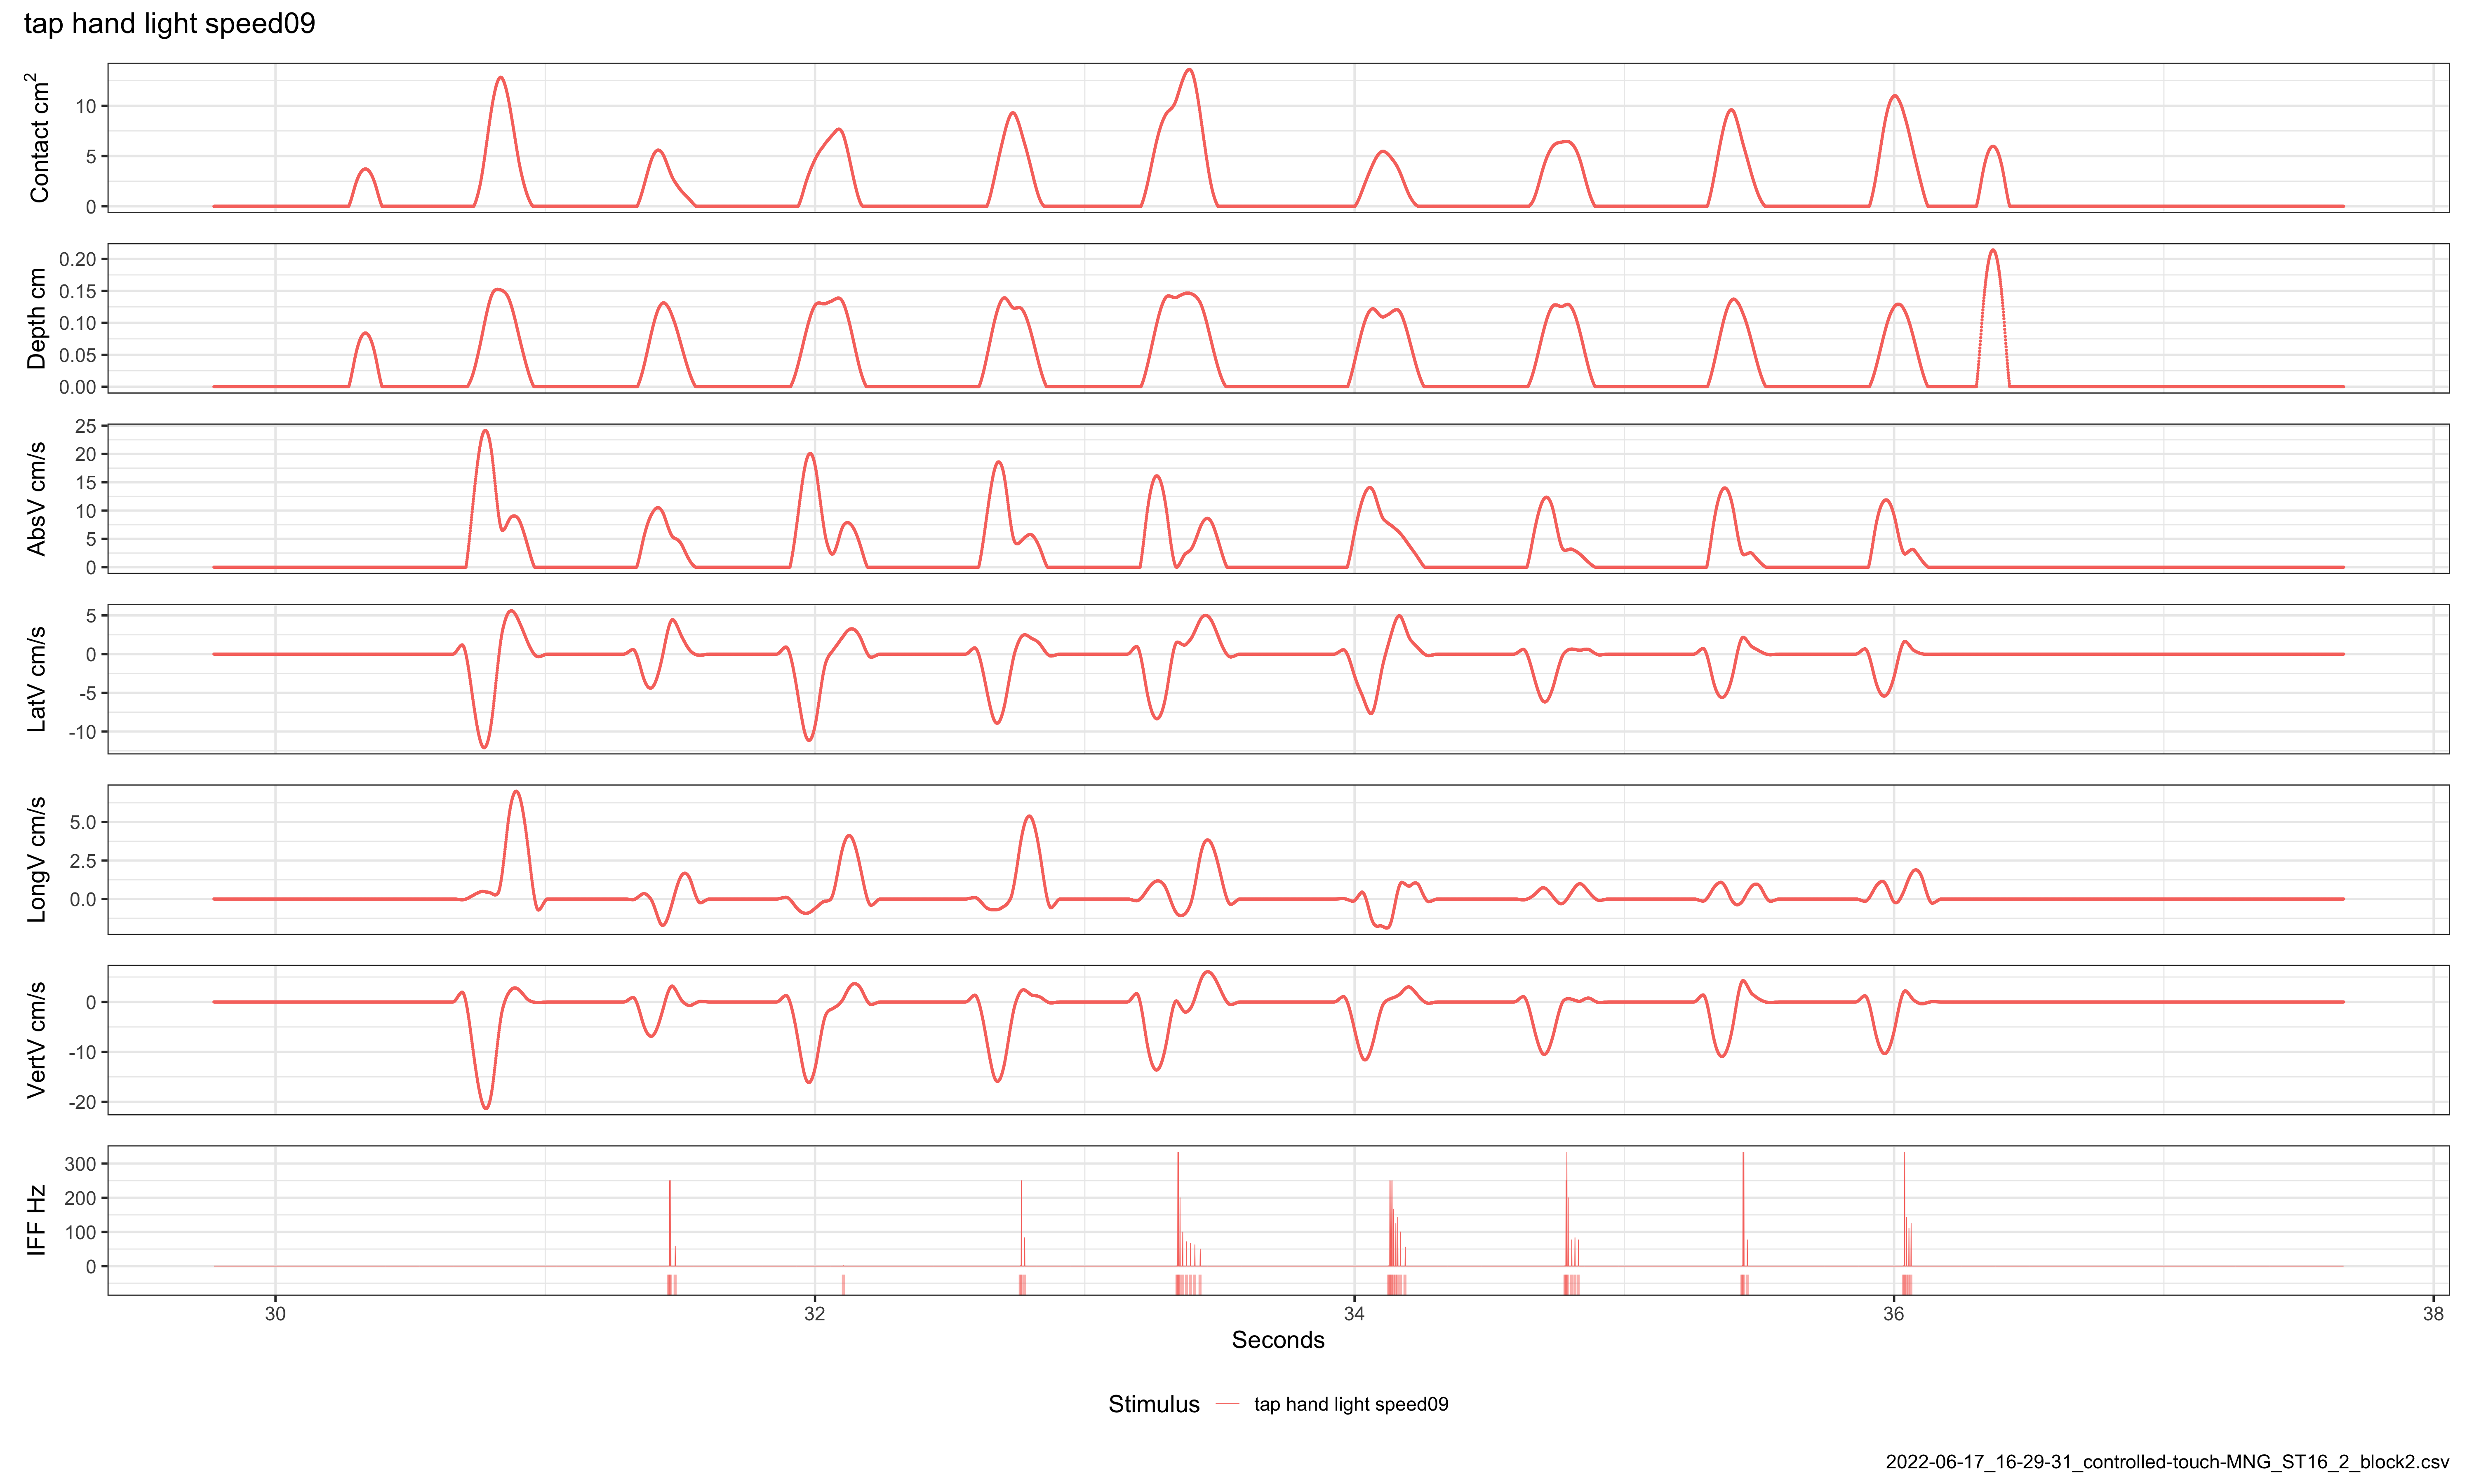 tap hand light speed09
Contact cm2
10
5
0
Depth cm
0.20
0.15
0.10
0.05
0.00
AbsV cm/s
25
20
15
10
5
0
LatV cm/s
5
0
-5
-10
LongV cm/s
5.0
2.5
0.0
VertV cm/s
0
-10
-20
IFF Hz
300
200
100
0
30 32 34 36 38
Seconds
Stimulus tap hand light speed09
2022-06-17_16-29-31_controlled-touch-MNG_ST16_2_block2.csv